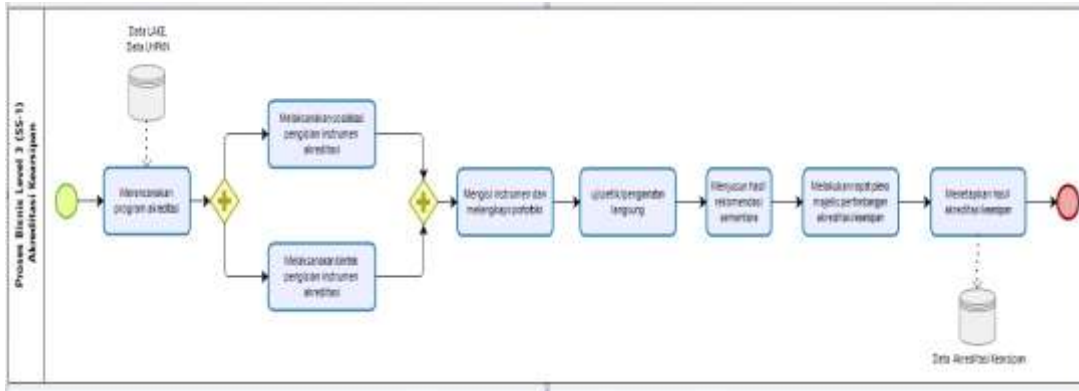 Proses Bisnis Level 3 (SS-1)
Akreditasi Kearsipan
Data LAKE
Data LHPKN
Merencanakan
program akreditasi
Melaksanakan sosialisasi
pengisian instrumen
akreditasi
Melaksanakan bimtek
pengisian instrumen
akreditasi
Mengisi instrumen dan
melengkapi portofolio
uji petik/pengamatan
langsung
Menyusun hasil
rekomendasi
sementara
Melakukan rapat pleno
majelis pertimbangan
akreditasi kearsipan
Menetapkan hasil
akreditasi kearsipan
Data Akreditasi Kearsipan